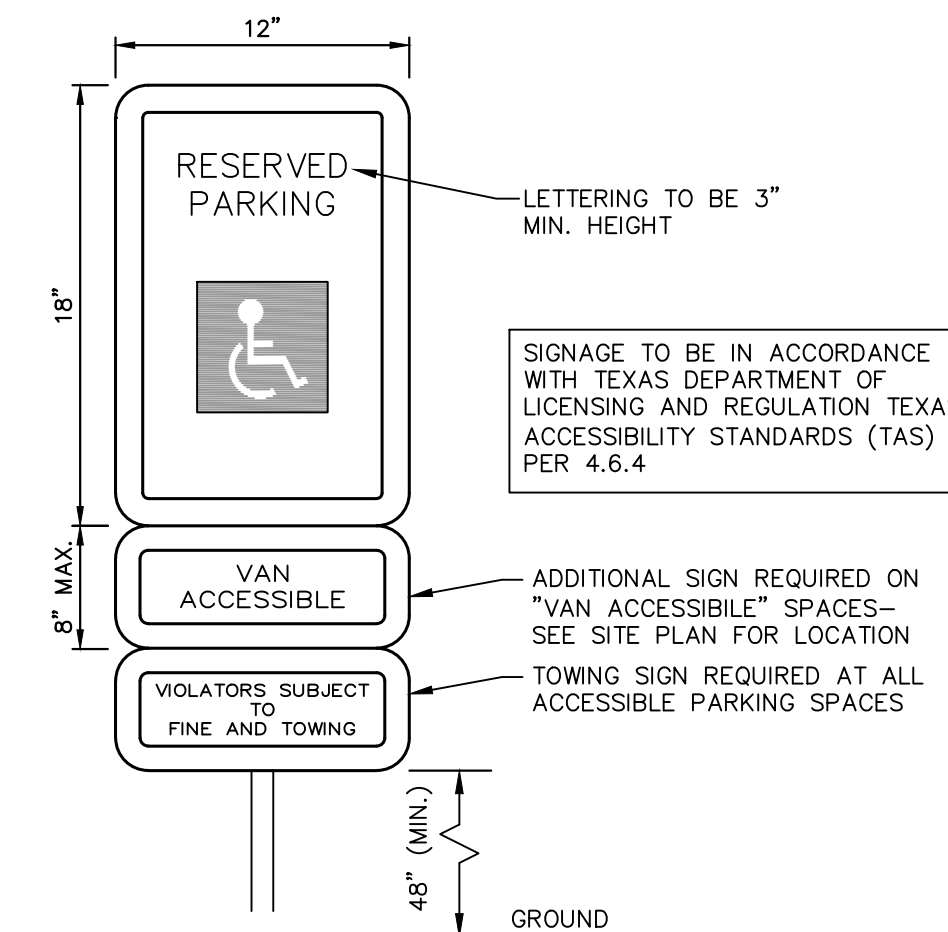 12"
RESERVED
PARKING
LETTERING TO BE 3"
MIN. HEIGHT
18"
SIGNAGE TO BE IN ACCORDANCE
WITH TEXAS DEPARTMENT OF
LICENSING AND REGULATION TEXAS
ACCESSIBILITY STANDARDS (TAS)
PER 4.6.4
8" MAX.
VAN
ACCESSIBLE
ADDITIONAL SIGN REQUIRED ON
"VAN ACCESSIBILE" SPACES–
SEE SITE PLAN FOR LOCATION
VIOLATORS SUBJECT
TO
FINE AND TOWING
TOWING SIGN REQUIRED AT ALL
ACCESSIBLE PARKING SPACES
48" (MIN.)
GROUND